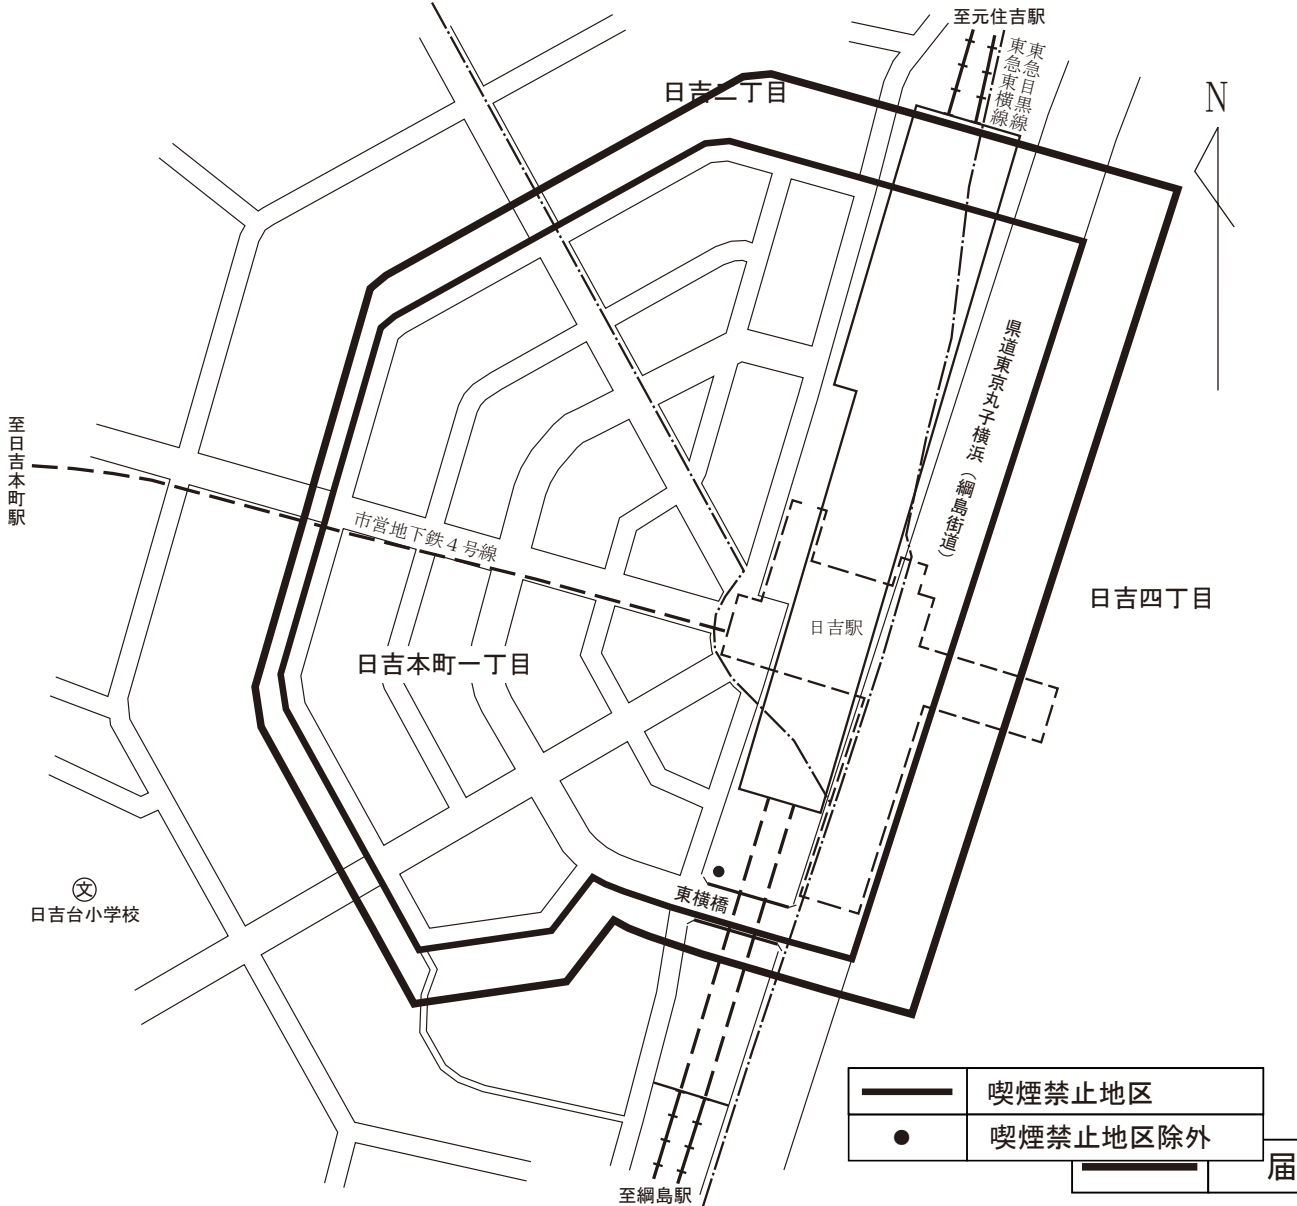 至元住吉駅
東急目黒線
東急東横線
日吉二丁目
N
県道東京丸子横浜（綱島街道）
至日吉本町駅
市営地下鉄４号線
日吉四丁目
日吉駅
日吉本町一丁目
文
日吉台小学校
東横橋
喫煙禁止地区
喫煙禁止地区除外
届
至綱島駅